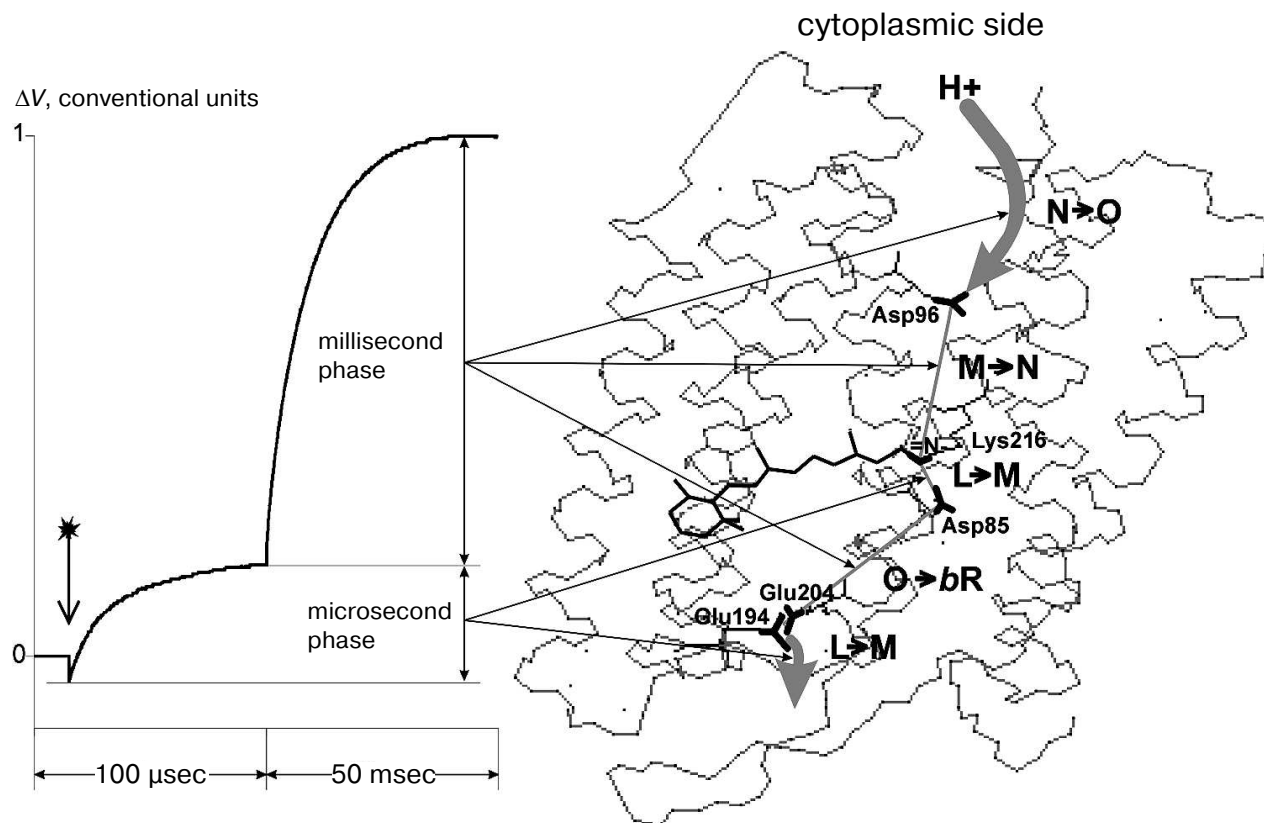 cytoplasmic side
ΔV, conventional units
H+
1
N→O
Asp96
millisecond
phase
M→N
=N
Lys216
L→M
Asp85
O→bR
microsecond
phase
Glu204
Glu194
L→M
0
100 µsec
50 msec